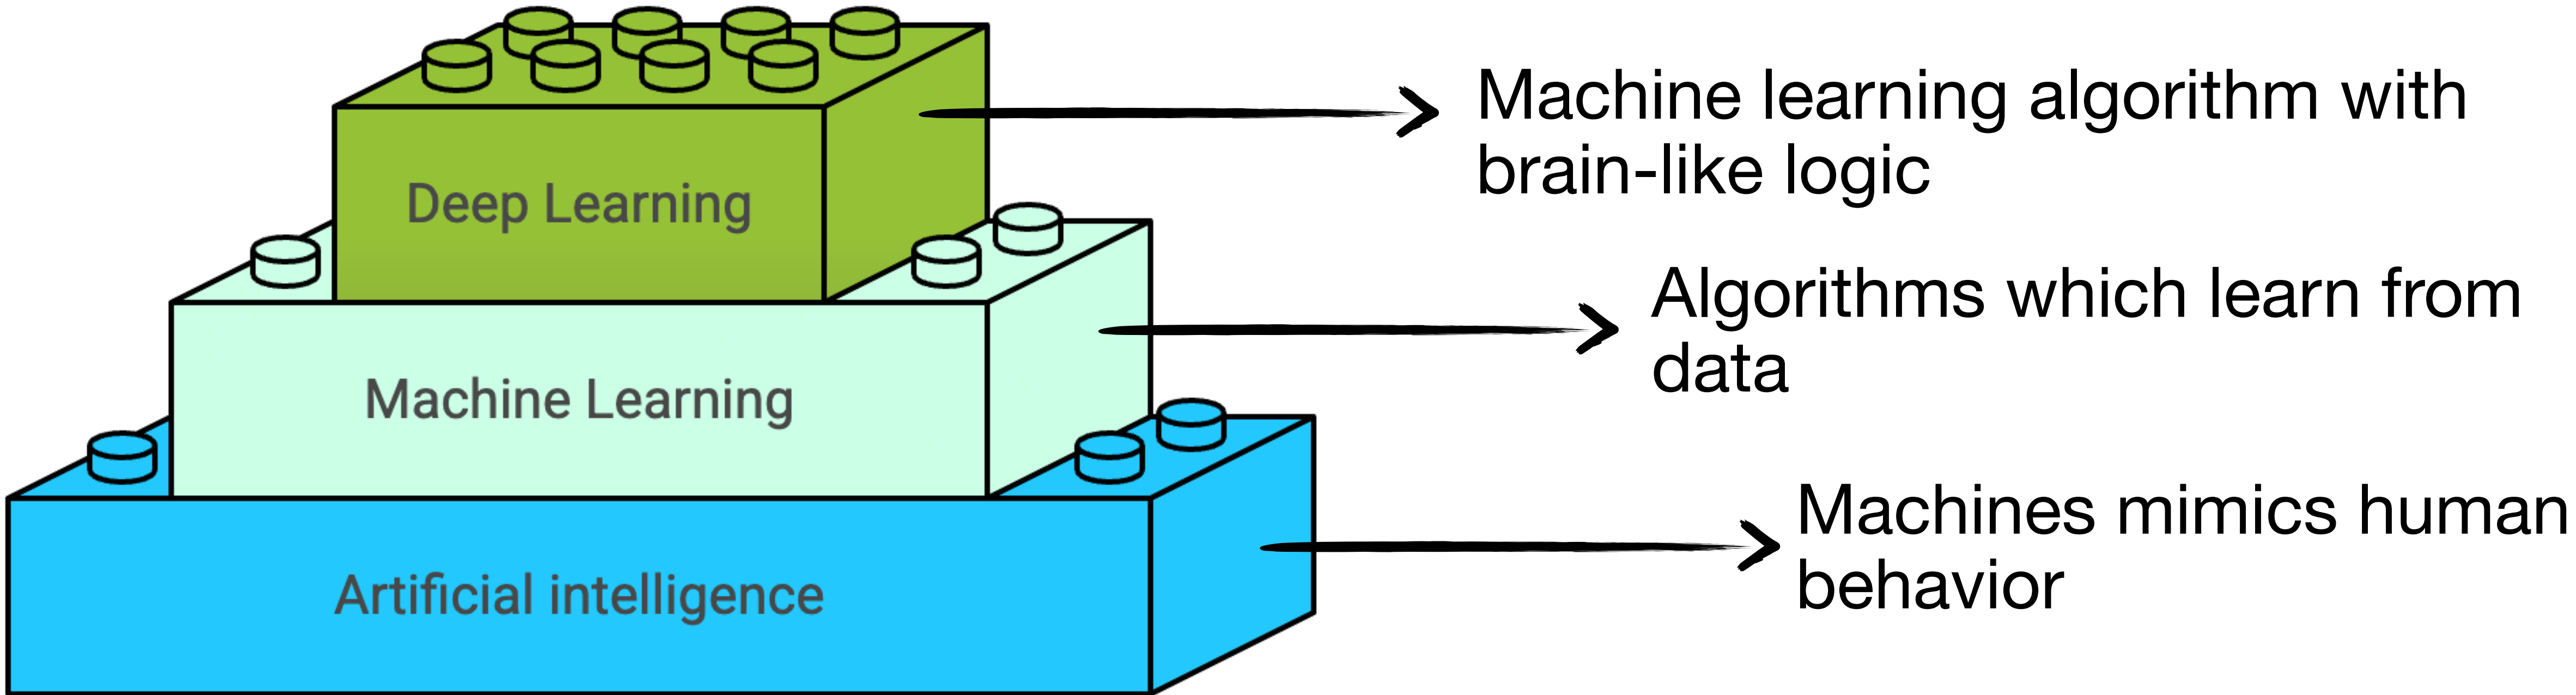 Deep Learning
Machine learning algorithm with
brain-like logic
Machine Learning
Algorithms which learn from
data
Artificial intelligence
Machines mimics human
behavior